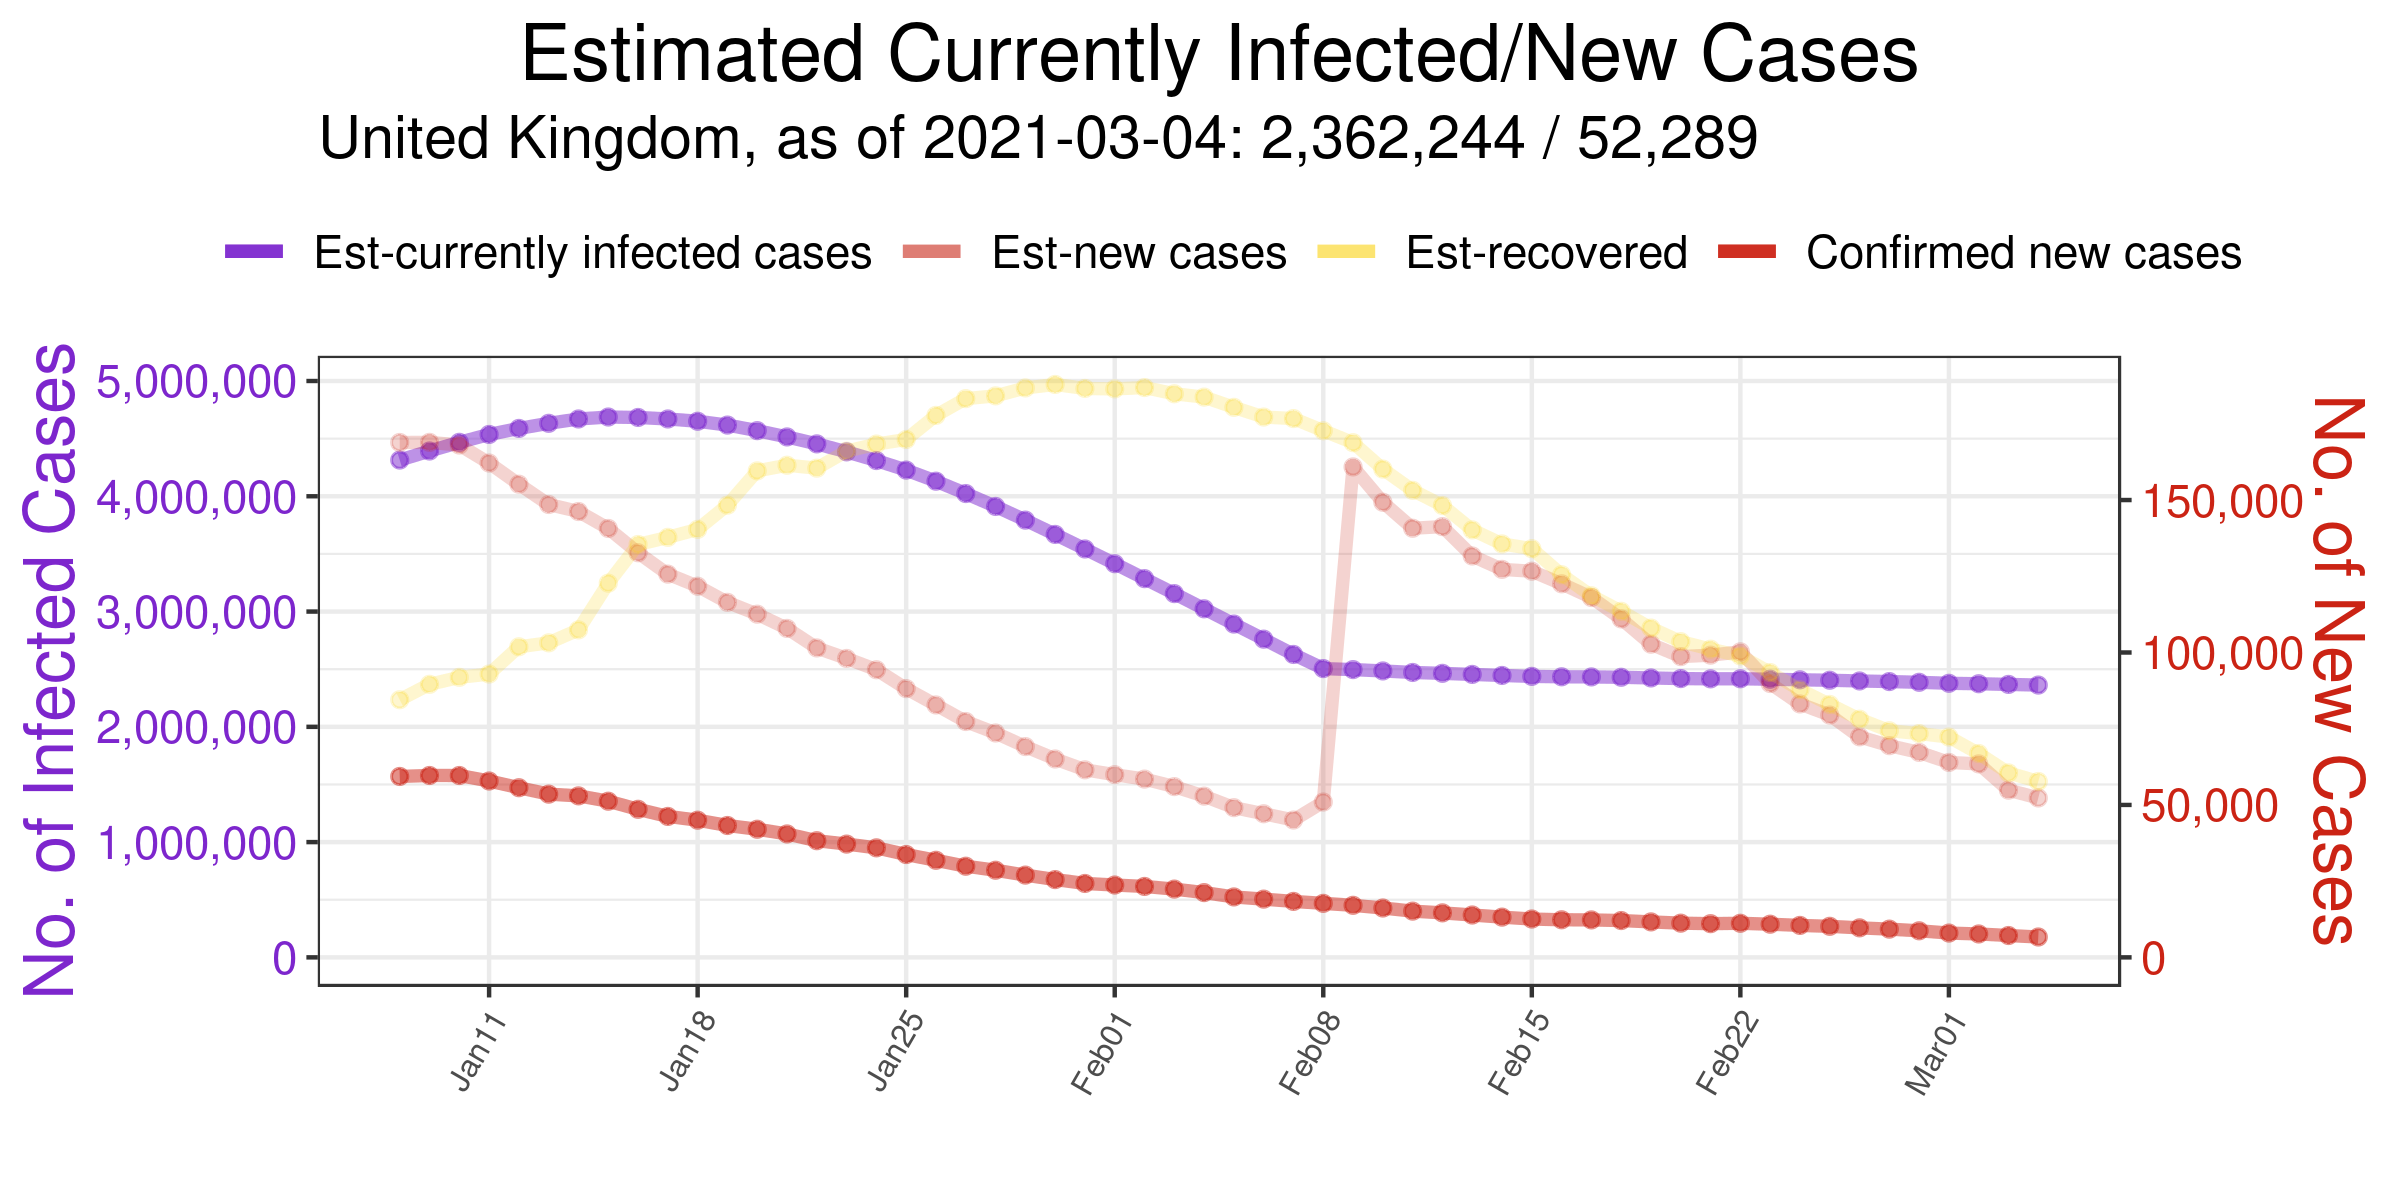 Estimated Currently Infected/New Cases
United Kingdom, as of 2021-03-04: 2,362,244 / 52,289
Est-currently infected cases Est-new cases Est-recovered Confirmed new cases
No. of Infected Cases
5,000,000
4,000,000
3,000,000
2,000,000
1,000,000
0
150,000
100,000
50,000
0
No. of New Cases
Jan11 Jan18 Jan25 Feb01 Feb08 Feb15 Feb22 Mar01